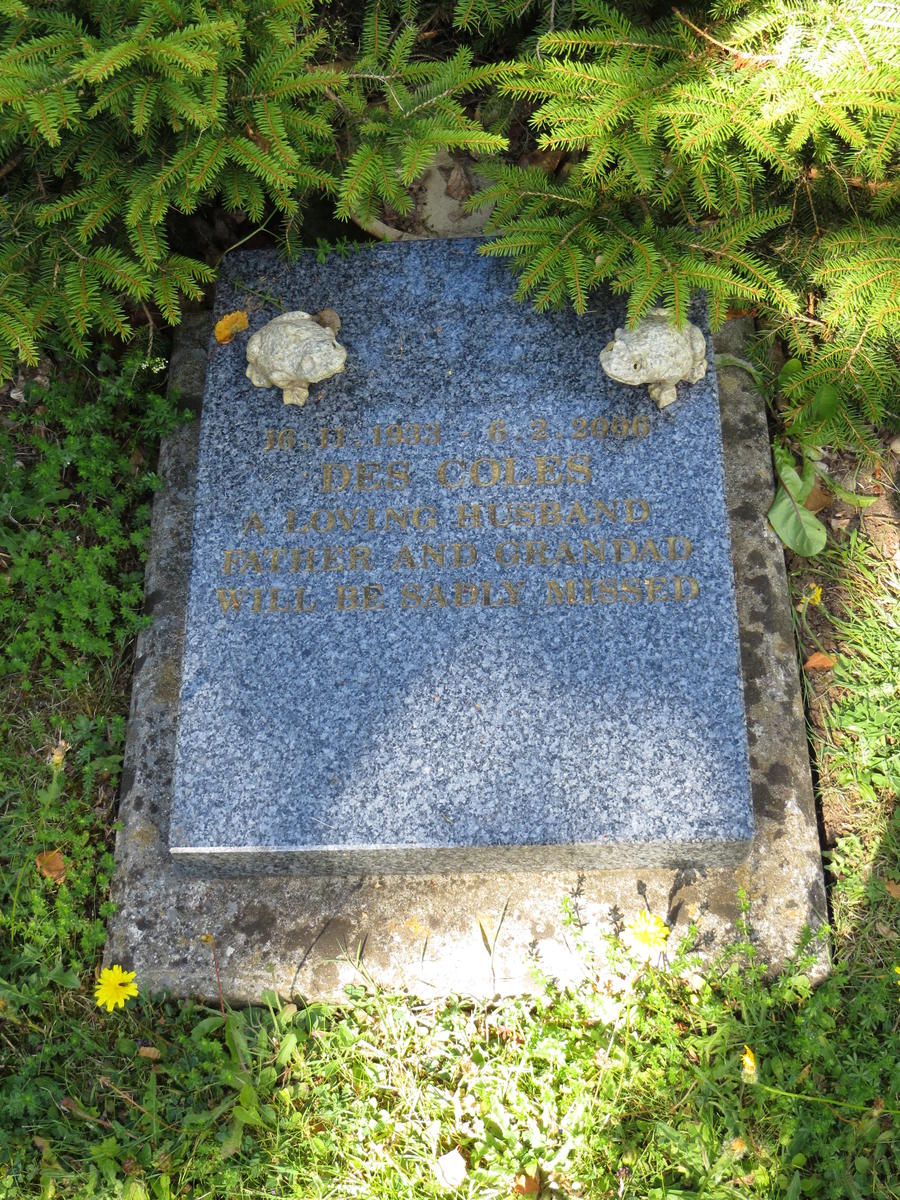 16.11.1933 - 6.2.2006
DES COLES
A LOVING HUSBAND
FATHER AND GRANDAD
WILL BE SADLY MISSED